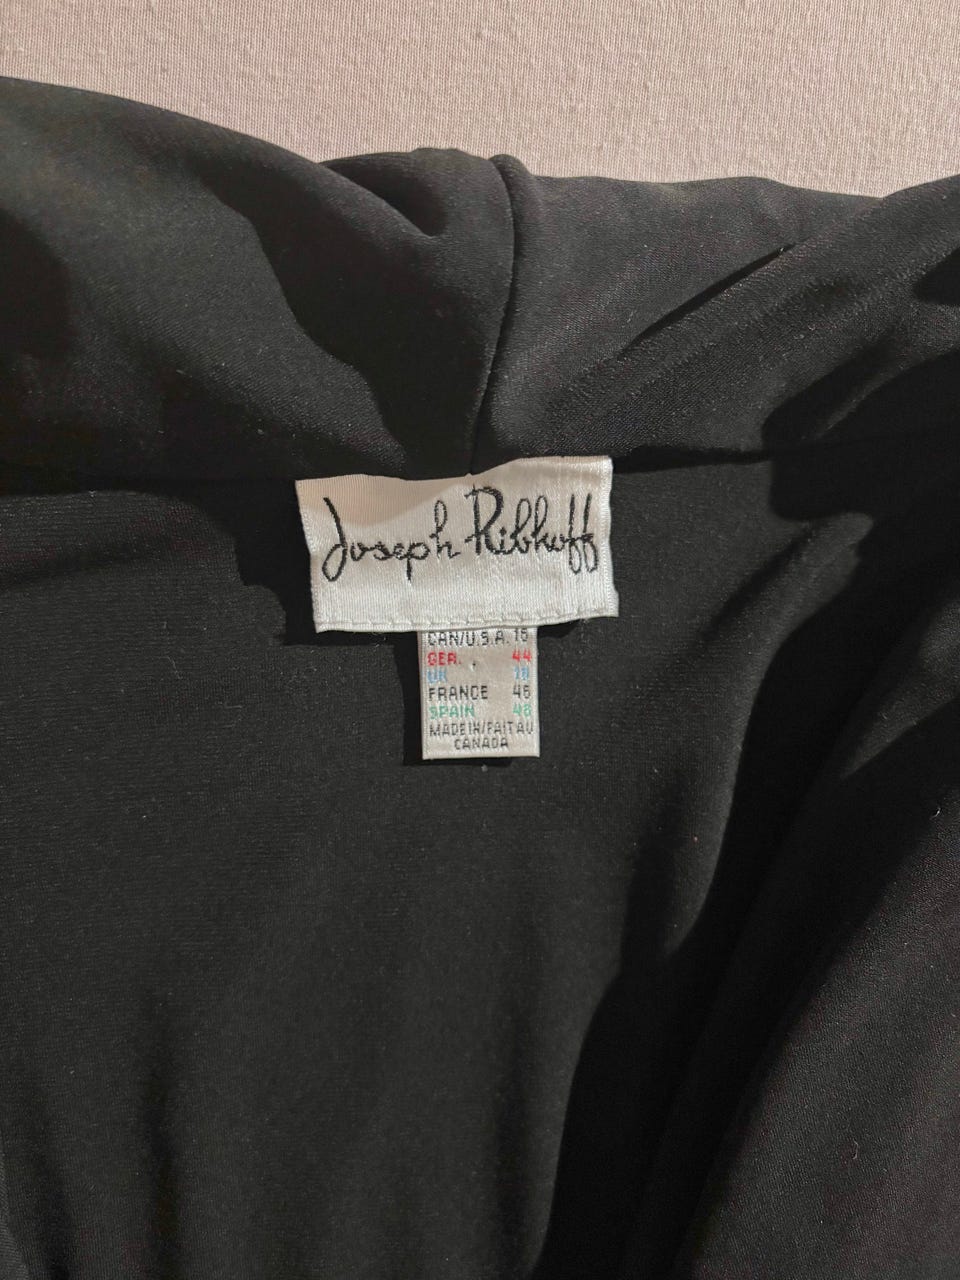 Joseph Ribkoff
CAN/U.S.A. 16
GER. 44
UK 18
FRANCE 46
SPAIN 48
MADE IN/FAIT AU
CANADA